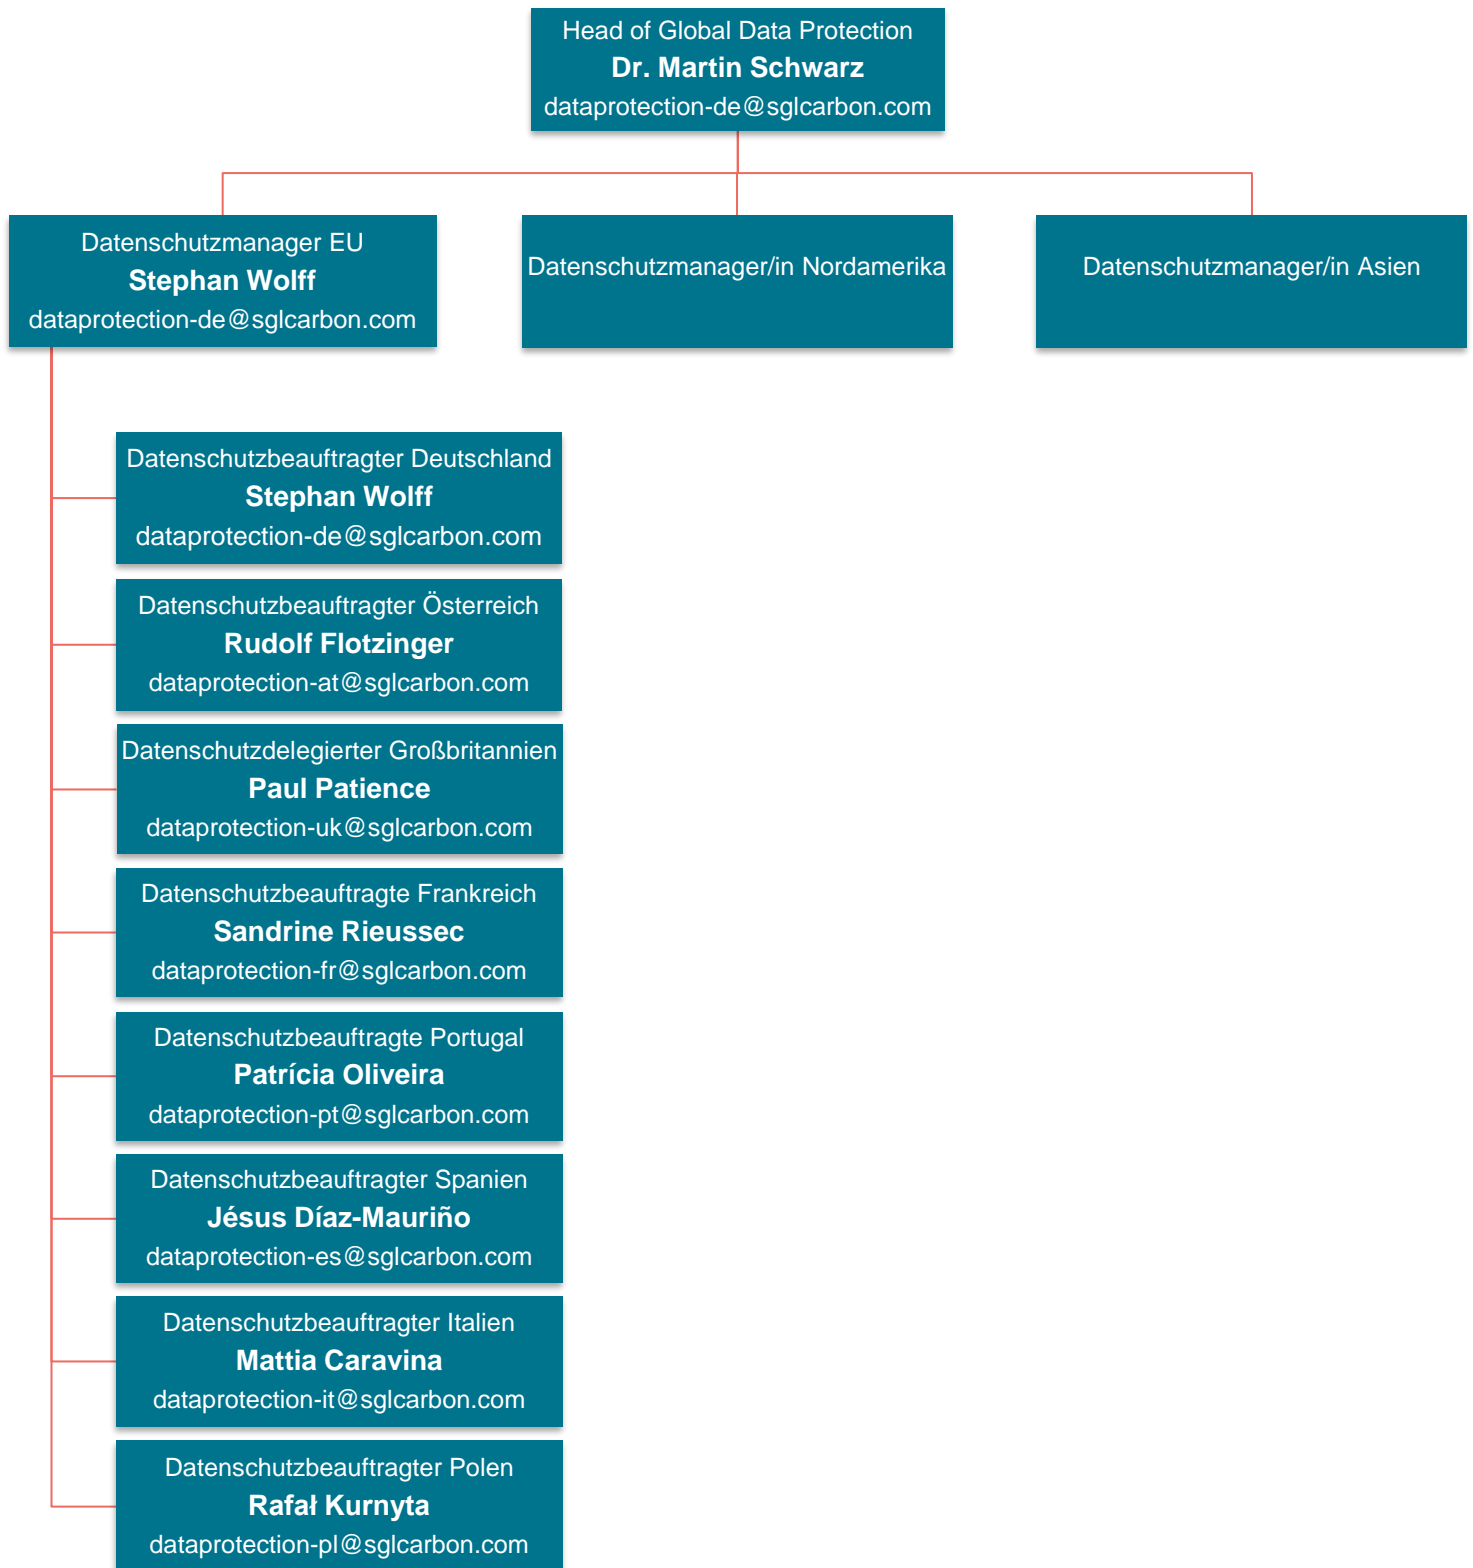 Head of Global Data Protection
Dr. Martin Schwarz
dataprotection-de@sglcarbon.com
Datenschutzmanager EU
Stephan Wolff
dataprotection-de@sglcarbon.com
Datenschutzmanager/in Nordamerika
Datenschutzmanager/in Asien
Datenschutzbeauftragter Deutschland
Stephan Wolff
dataprotection-de@sglcarbon.com
Datenschutzbeauftragter Österreich
Rudolf Flotzinger
dataprotection-at@sglcarbon.com
Datenschutzdelegierter Großbritannien
Paul Patience
dataprotection-uk@sglcarbon.com
Datenschutzbeauftragte Frankreich
Sandrine Rieussec
dataprotection-fr@sglcarbon.com
Datenschutzbeauftragte Portugal
Patrícia Oliveira
dataprotection-pt@sglcarbon.com
Datenschutzbeauftragter Spanien
Jésus Díaz-Mauriño
dataprotection-es@sglcarbon.com
Datenschutzbeauftragter Italien
Mattia Caravina
dataprotection-it@sglcarbon.com
Datenschutzbeauftragter Polen
Rafał Kurnyta
dataprotection-pl@sglcarbon.com